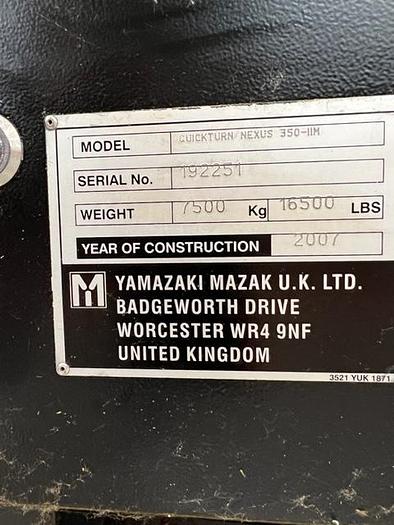 MODEL QUICKTURN/NEXUS 350-IIM
SERIAL No. 192251
WEIGHT 7500 Kg 16500 LBS
YEAR OF CONSTRUCTION 2007
M YAMAZAKI MAZAK U.K. LTD.
BADGEWORTH DRIVE
WORCESTER WR4 9NF
UNITED KINGDOM
3521 YUK 1871